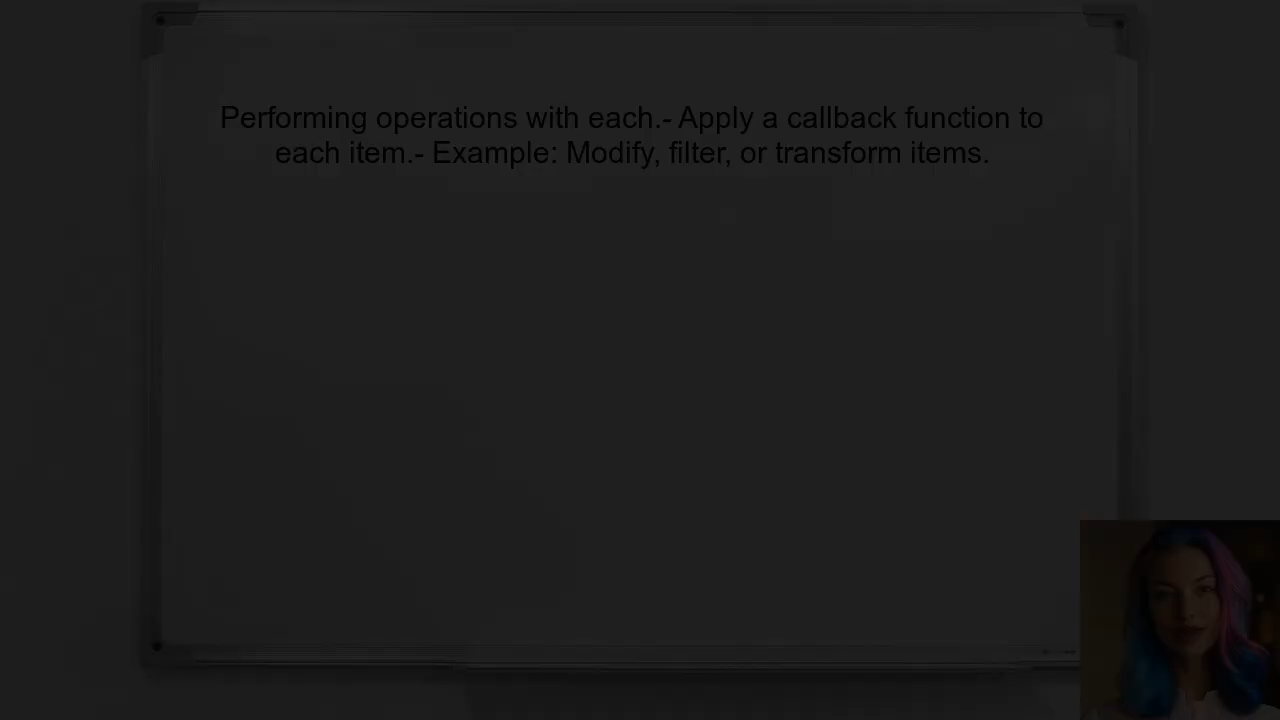 Performing operations with each.- Apply a callback function to
each item.- Example: Modify, filter, or transform items.